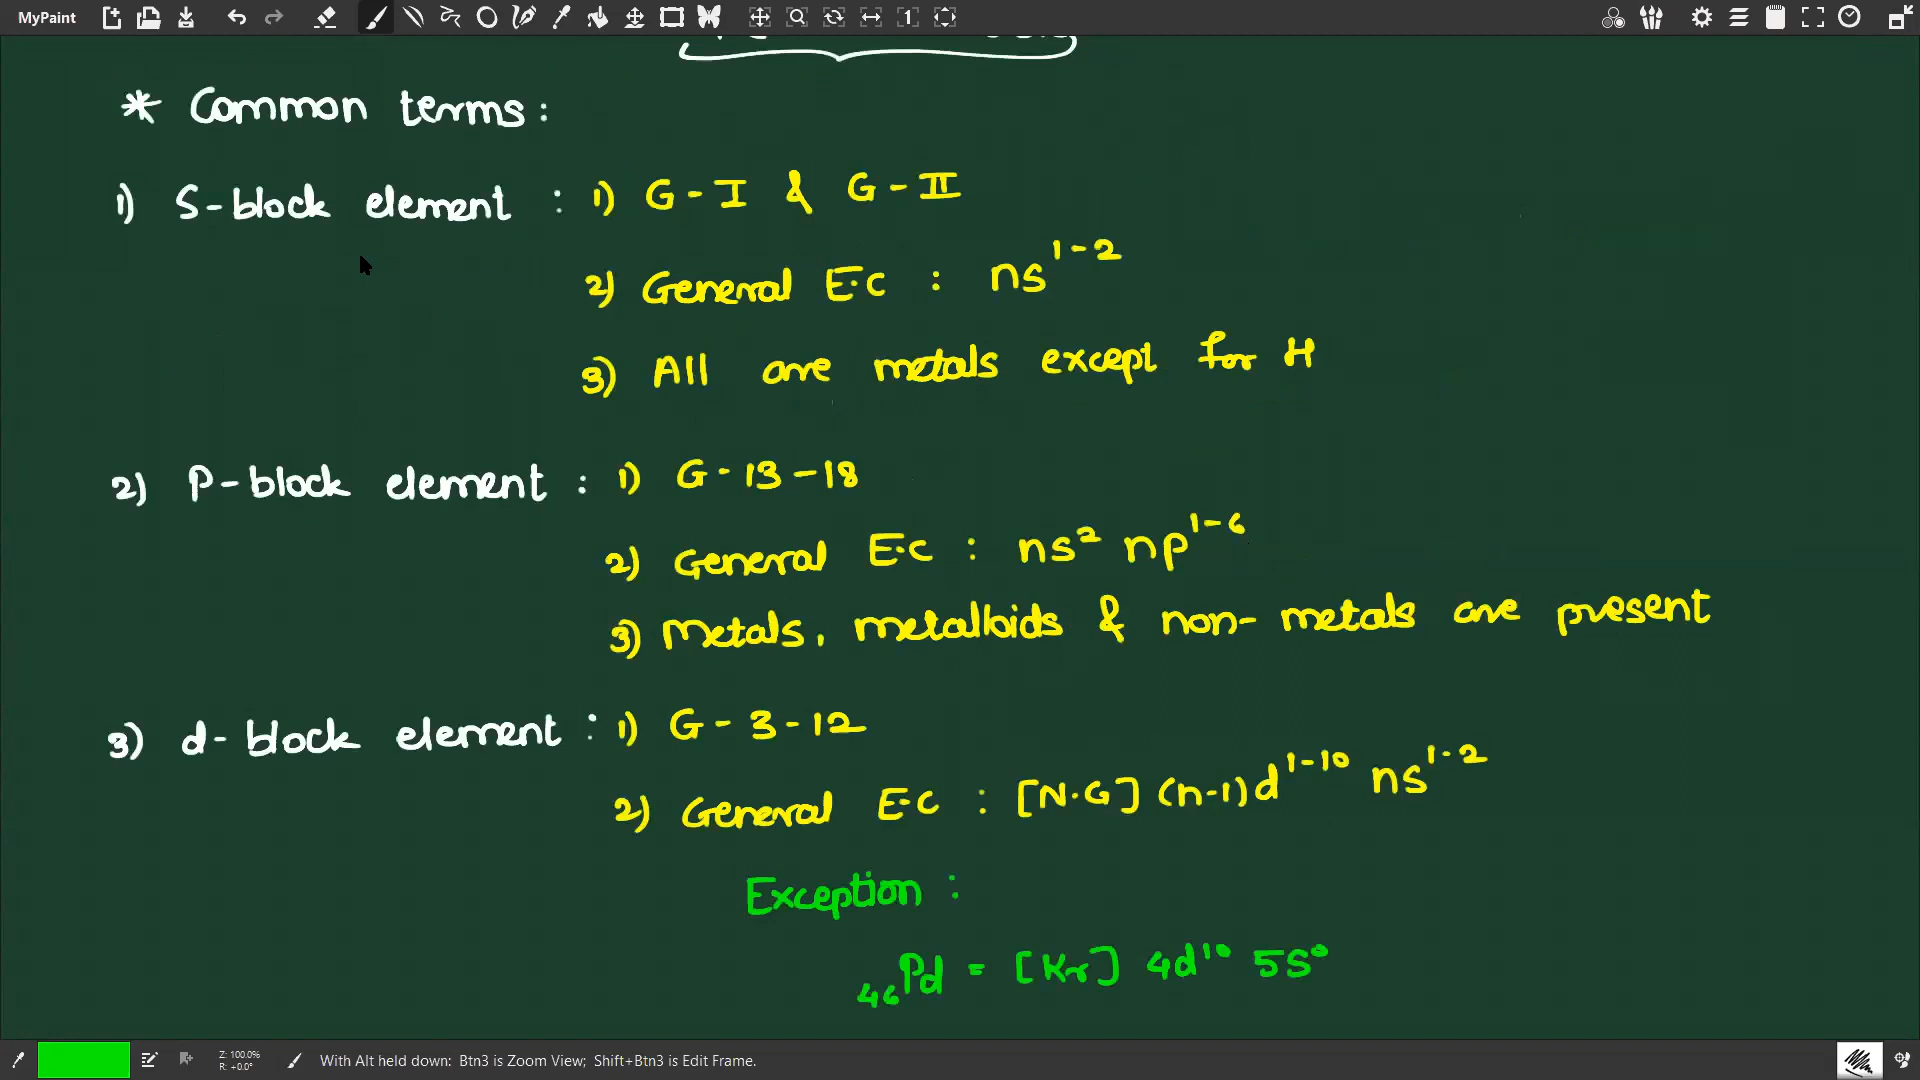 MyPaint
* Common terms:
1) S-block element : 1) G-I & G-II
2) General E.C : ns¹⁻²
3) All are metals except for H
2) P-block element : 1) G-13-18
2) General E.C : ns² np¹⁻⁶
3) Metals, metalloids & non-metals are present
3) d-block element : 1) G-3-12
2) General E.C : [N.G] (n-1)d¹⁻¹⁰ ns¹⁻²
Exception :
₄₆Pd = [Kr] 4d¹⁰ 5S⁰
Z: 100.0%
R: +0.0°
With Alt held down: Btn3 is Zoom View; Shift+Btn3 is Edit Frame.